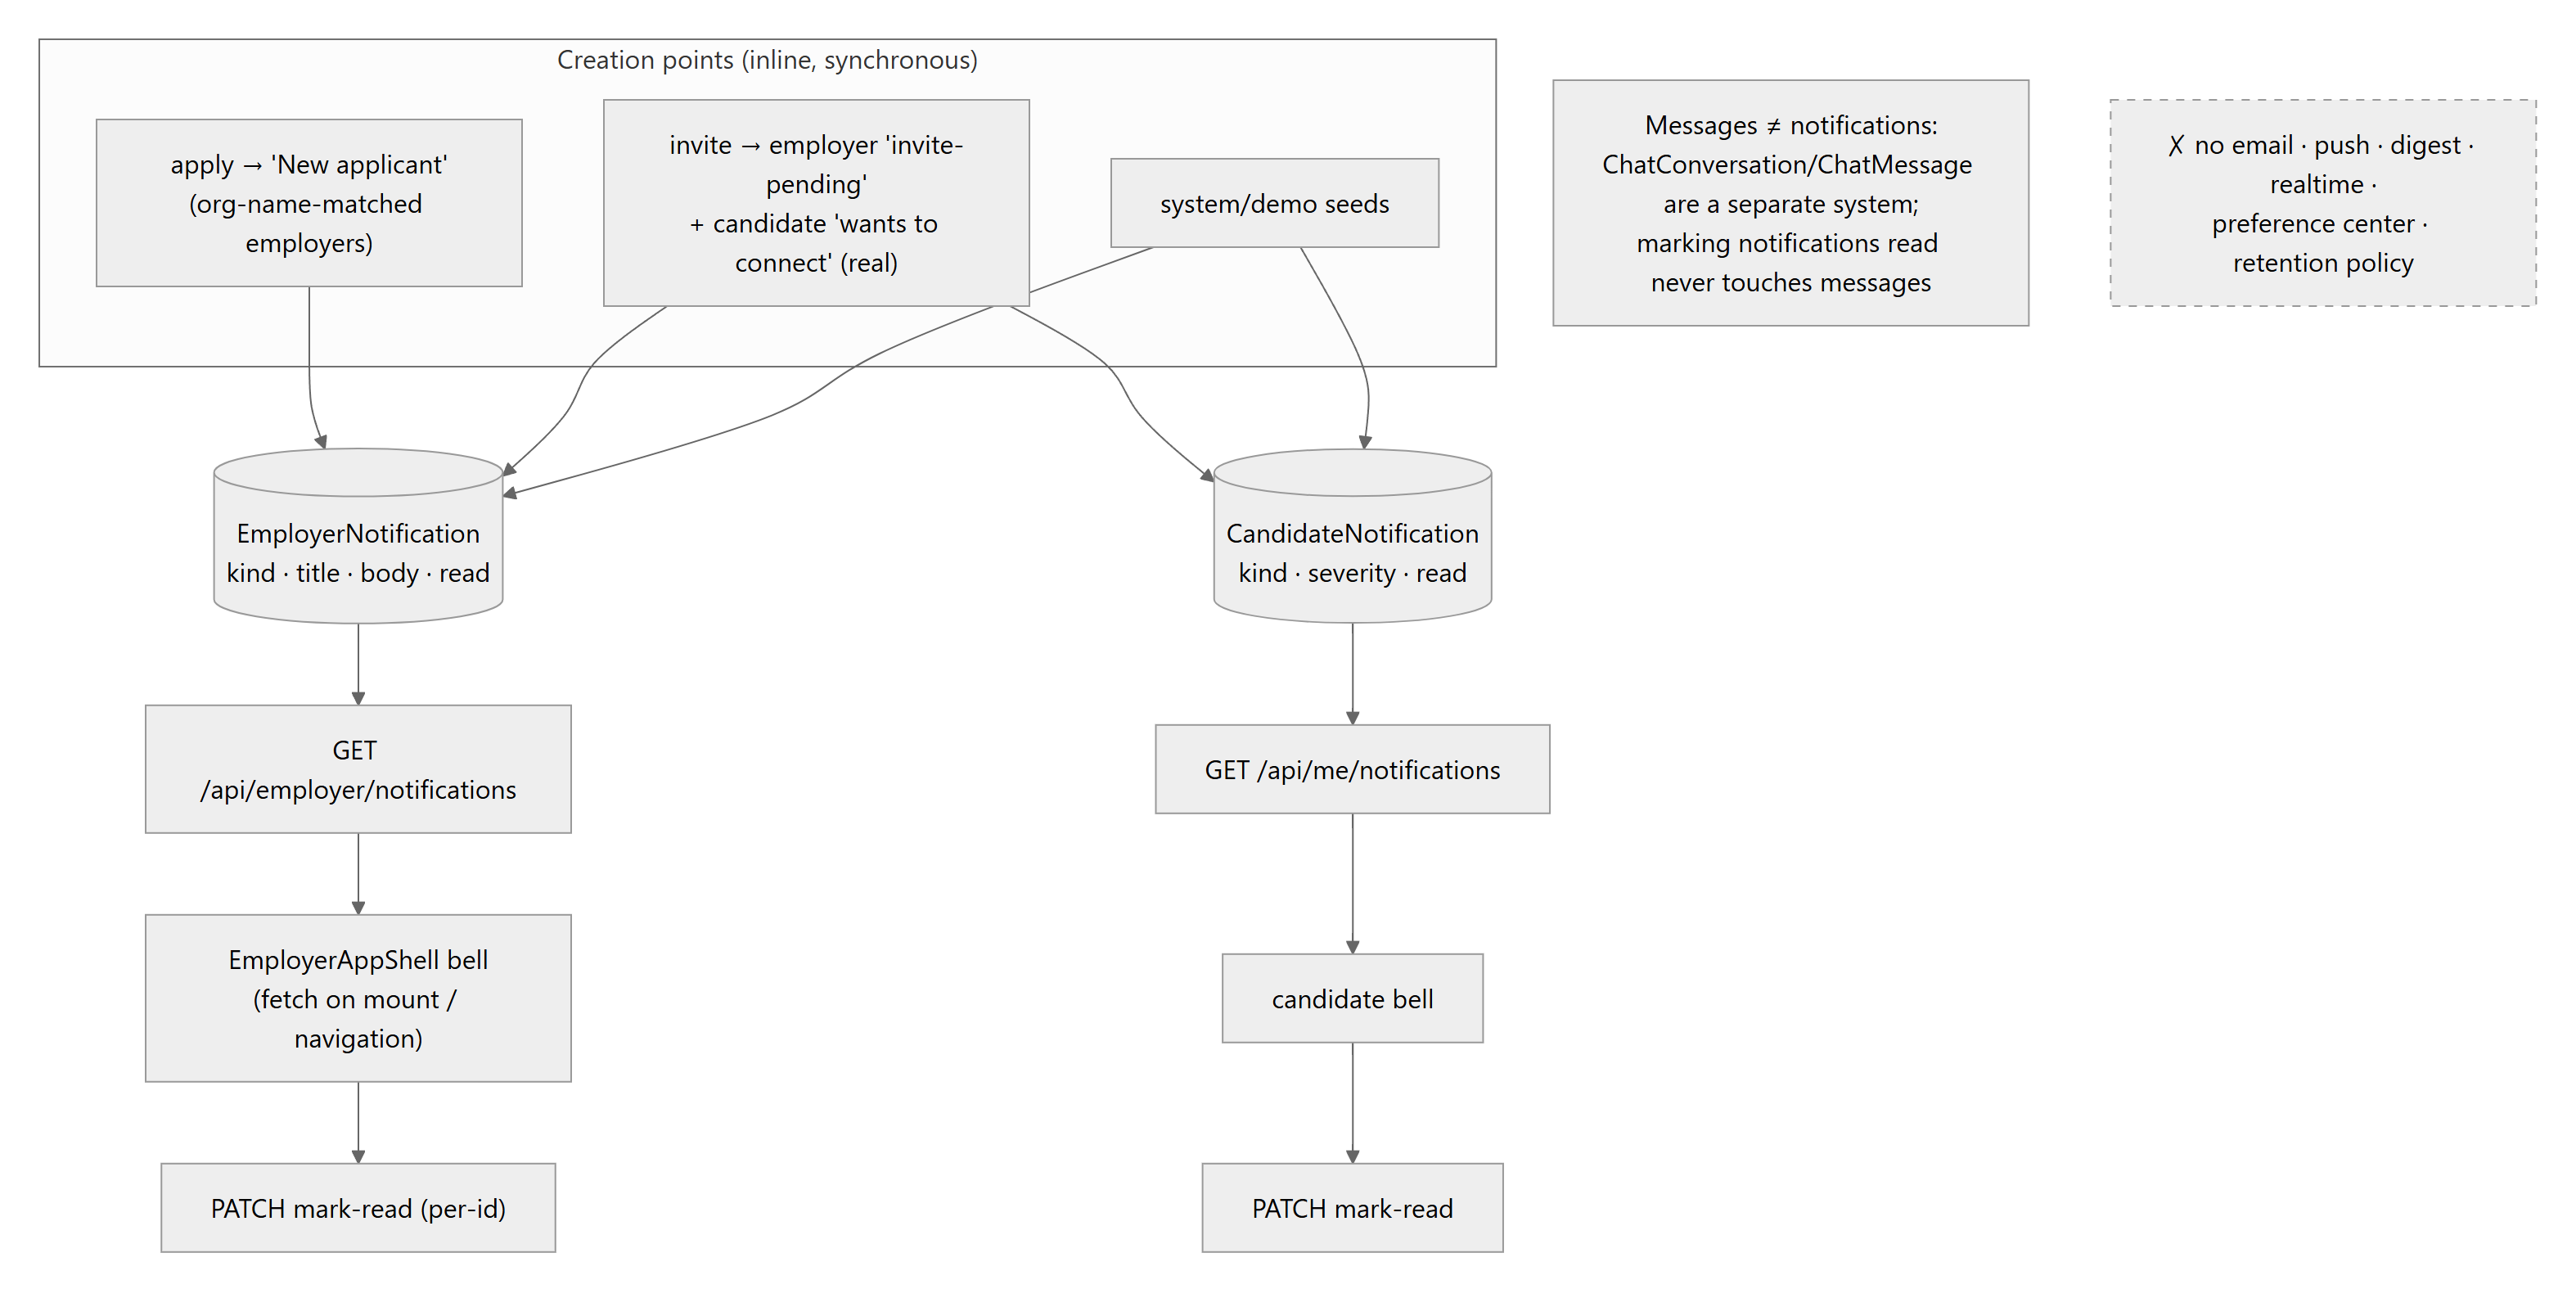 Creation points (inline, synchronous)
apply → 'New applicant'
(org-name-matched
employers)
invite → employer 'invite-
pending'
+ candidate 'wants to
connect' (real)
system/demo seeds
Messages ≠ notifications:
ChatConversation/ChatMessage
are a separate system;
marking notifications read
never touches messages
✗ no email · push · digest ·
realtime ·
preference center ·
retention policy
EmployerNotification
kind · title · body · read
CandidateNotification
kind · severity · read
GET
/api/employer/notifications
GET /api/me/notifications
EmployerAppShell bell
(fetch on mount /
navigation)
candidate bell
PATCH mark-read (per-id)
PATCH mark-read